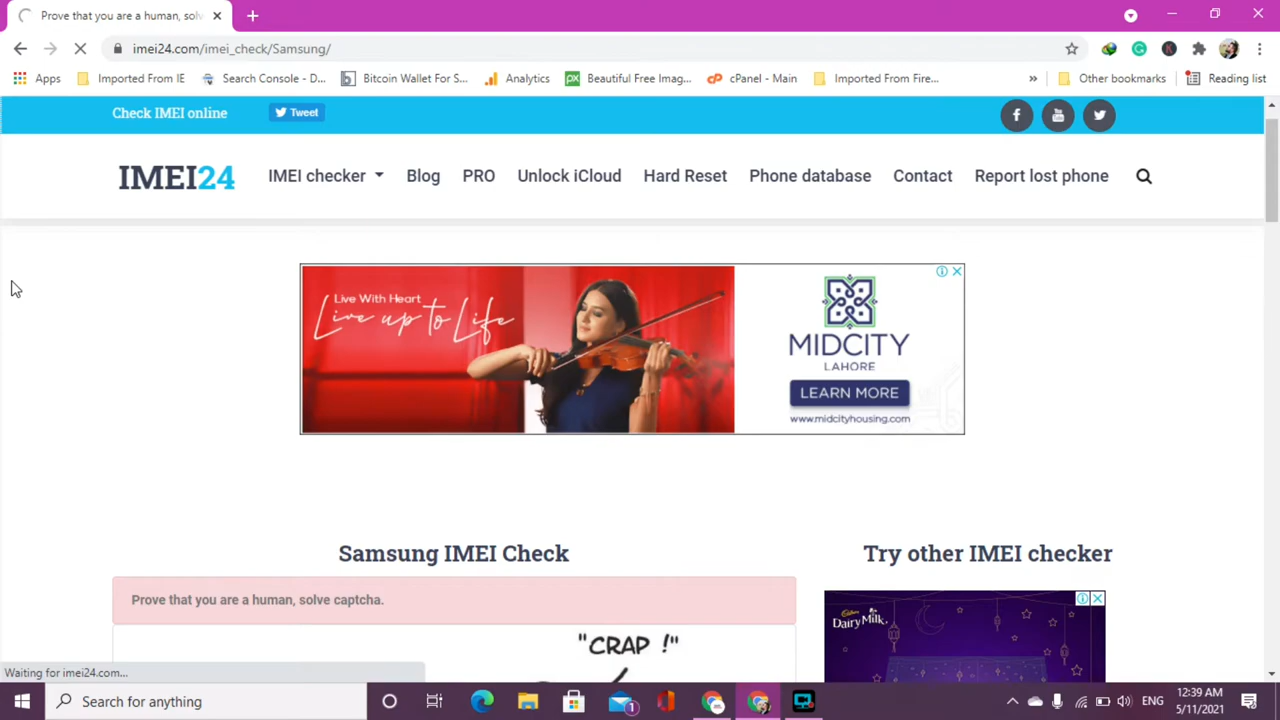 Prove that you are a human, solv
imei24.com/imei_check/Samsung/
Apps
Imported From IE
Search Console - D...
Bitcoin Wallet For S...
Analytics
Beautiful Free Imag...
cPanel - Main
Imported From Fire...
»
Other bookmarks
Reading list
Check IMEI online
Tweet
IMEI24
IMEI checker
Blog
PRO
Unlock iCloud
Hard Reset
Phone database
Contact
Report lost phone
Live With Heart
Live up to Life
MIDCITY
LAHORE
LEARN MORE
www.midcityhousing.com
Samsung IMEI Check
Try other IMEI checker
Prove that you are a human, solve captcha.
"CRAP !"
Cadbury
Dairy Milk
Waiting for imei24.com...
Search for anything
1
ENG
12:39 AM
5/11/2021